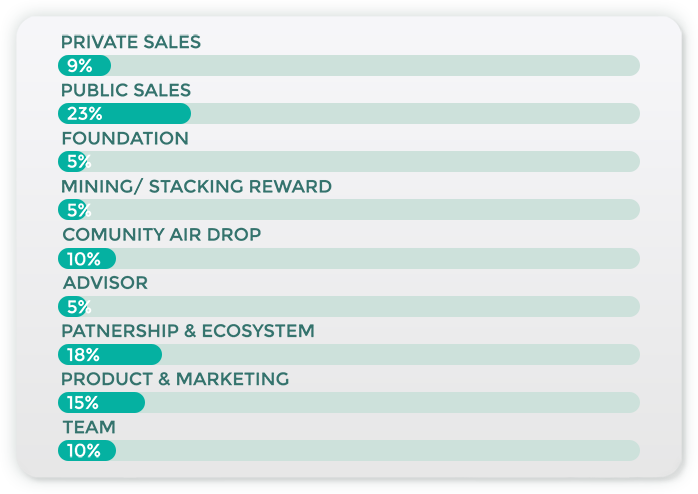 PRIVATE SALES
9%
PUBLIC SALES
23%
FOUNDATION
5%
MINING/ STACKING REWARD
5%
COMUNITY AIR DROP
10%
ADVISOR
5%
PATNERSHIP & ECOSYSTEM
18%
PRODUCT & MARKETING
15%
TEAM
10%